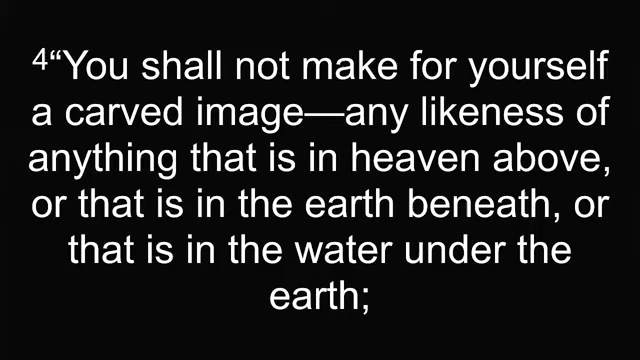 ⁴“You shall not make for yourself
a carved image—any likeness of
anything that is in heaven above,
or that is in the earth beneath, or
that is in the water under the
earth;